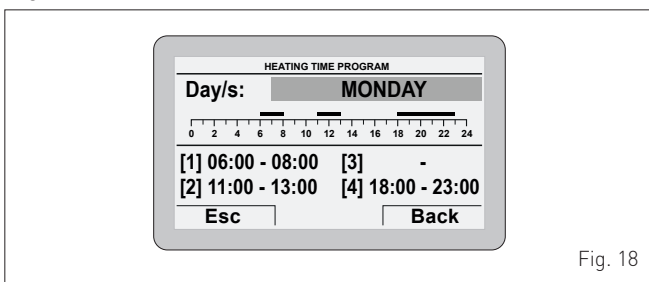 HEATING TIME PROGRAM
Day/s: MONDAY
0 2 4 6 8 10 12 14 16 18 20 22 24
[1] 06:00 - 08:00 [3] -
[2] 11:00 - 13:00 [4] 18:00 - 23:00
Esc Back
Fig. 18